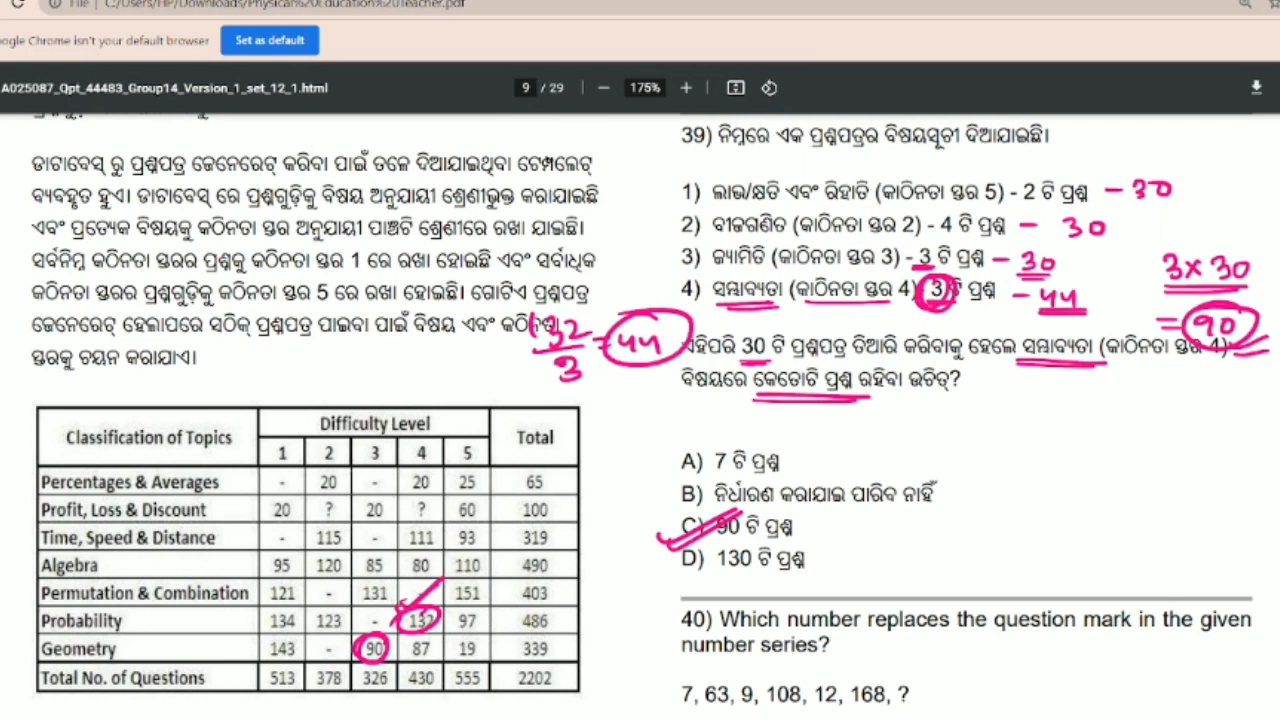 File | C:/Users/HP/Downloads/Physical%20Education%20Teacher.pdf
ogle Chrome isn't your default browser Set as default
A025087_Qpt_44483_Group14_Version_1_set_12_1.html 9 / 29 175%
ଡାଟାବେସ୍ ରୁ ପ୍ରଶ୍ନପତ୍ର ଜେନେରେଟ୍ କରିବା ପାଇଁ ତଳେ ଦିଆଯାଇଥିବା ଟେମ୍ପଲେଟ୍
ବ୍ୟବହୃତ ହୁଏ। ଡାଟାବେସ୍ ରେ ପ୍ରଶ୍ନଗୁଡ଼ିକୁ ବିଷୟ ଅନୁଯାୟୀ ଶ୍ରେଣୀଭୁକ୍ତ କରାଯାଇଛି
ଏବଂ ପ୍ରତ୍ୟେକ ବିଷୟକୁ କଠିନତା ସ୍ତର ଅନୁଯାୟୀ ପାଞ୍ଚଟି ଶ୍ରେଣୀରେ ରଖା ଯାଇଛି।
ସର୍ବନିମ୍ନ କଠିନତା ସ୍ତରର ପ୍ରଶ୍ନକୁ କଠିନତା ସ୍ତର 1 ରେ ରଖା ହୋଇଛି ଏବଂ ସର୍ବାଧିକ
କଠିନତା ସ୍ତରର ପ୍ରଶ୍ନଗୁଡ଼ିକୁ କଠିନତା ସ୍ତର 5 ରେ ରଖା ହୋଇଛି। ଗୋଟିଏ ପ୍ରଶ୍ନପତ୍ର
ଜେନେରେଟ୍ ହେଲାପରେ ସଠିକ୍ ପ୍ରଶ୍ନପତ୍ର ପାଇବା ପାଇଁ ବିଷୟ ଏବଂ କଠିନତା
ସ୍ତରକୁ ଚୟନ କରାଯାଏ।
132
3 = 44
Classification of Topics Difficulty Level Total
1 2 3 4 5
Percentages & Averages - 20 - 20 25 65
Profit, Loss & Discount 20 ? 20 ? 60 100
Time, Speed & Distance - 115 - 111 93 319
Algebra 95 120 85 80 110 490
Permutation & Combination 121 - 131 151 403
Probability 134 123 - 132 97 486
Geometry 143 - 90 87 19 339
Total No. of Questions 513 378 326 430 555 2202
39) ନିମ୍ନରେ ଏକ ପ୍ରଶ୍ନପତ୍ରର ବିଷୟସୂଚୀ ଦିଆଯାଇଛି।
1) ଲାଭ/କ୍ଷତି ଏବଂ ରିହାତି (କାଠିନତା ସ୍ତର 5) - 2 ଟି ପ୍ରଶ୍ନ - 30
2) ବୀଜଗଣିତ (କାଠିନତା ସ୍ତର 2) - 4 ଟି ପ୍ରଶ୍ନ - 30
3) ଜ୍ୟାମିତି (କାଠିନତା ସ୍ତର 3) - 3 ଟି ପ୍ରଶ୍ନ - 30
4) ସମ୍ଭାବ୍ୟତା (କାଠିନତା ସ୍ତର 4) 3 ଟି ପ୍ରଶ୍ନ - 44
3 × 30
= 90
ଏହିପରି 30 ଟି ପ୍ରଶ୍ନପତ୍ର ତିଆରି କରିବାକୁ ହେଲେ ସମ୍ଭାବ୍ୟତା (କାଠିନତା ସ୍ତର 4)
ବିଷୟରେ କେତୋଟି ପ୍ରଶ୍ନ ରହିବା ଉଚିତ୍?
A) 7 ଟି ପ୍ରଶ୍ନ
B) ନିର୍ଧାରଣ କରାଯାଇ ପାରିବ ନାହିଁ
C) 90 ଟି ପ୍ରଶ୍ନ
D) 130 ଟି ପ୍ରଶ୍ନ
40) Which number replaces the question mark in the given
number series?
7, 63, 9, 108, 12, 168, ?